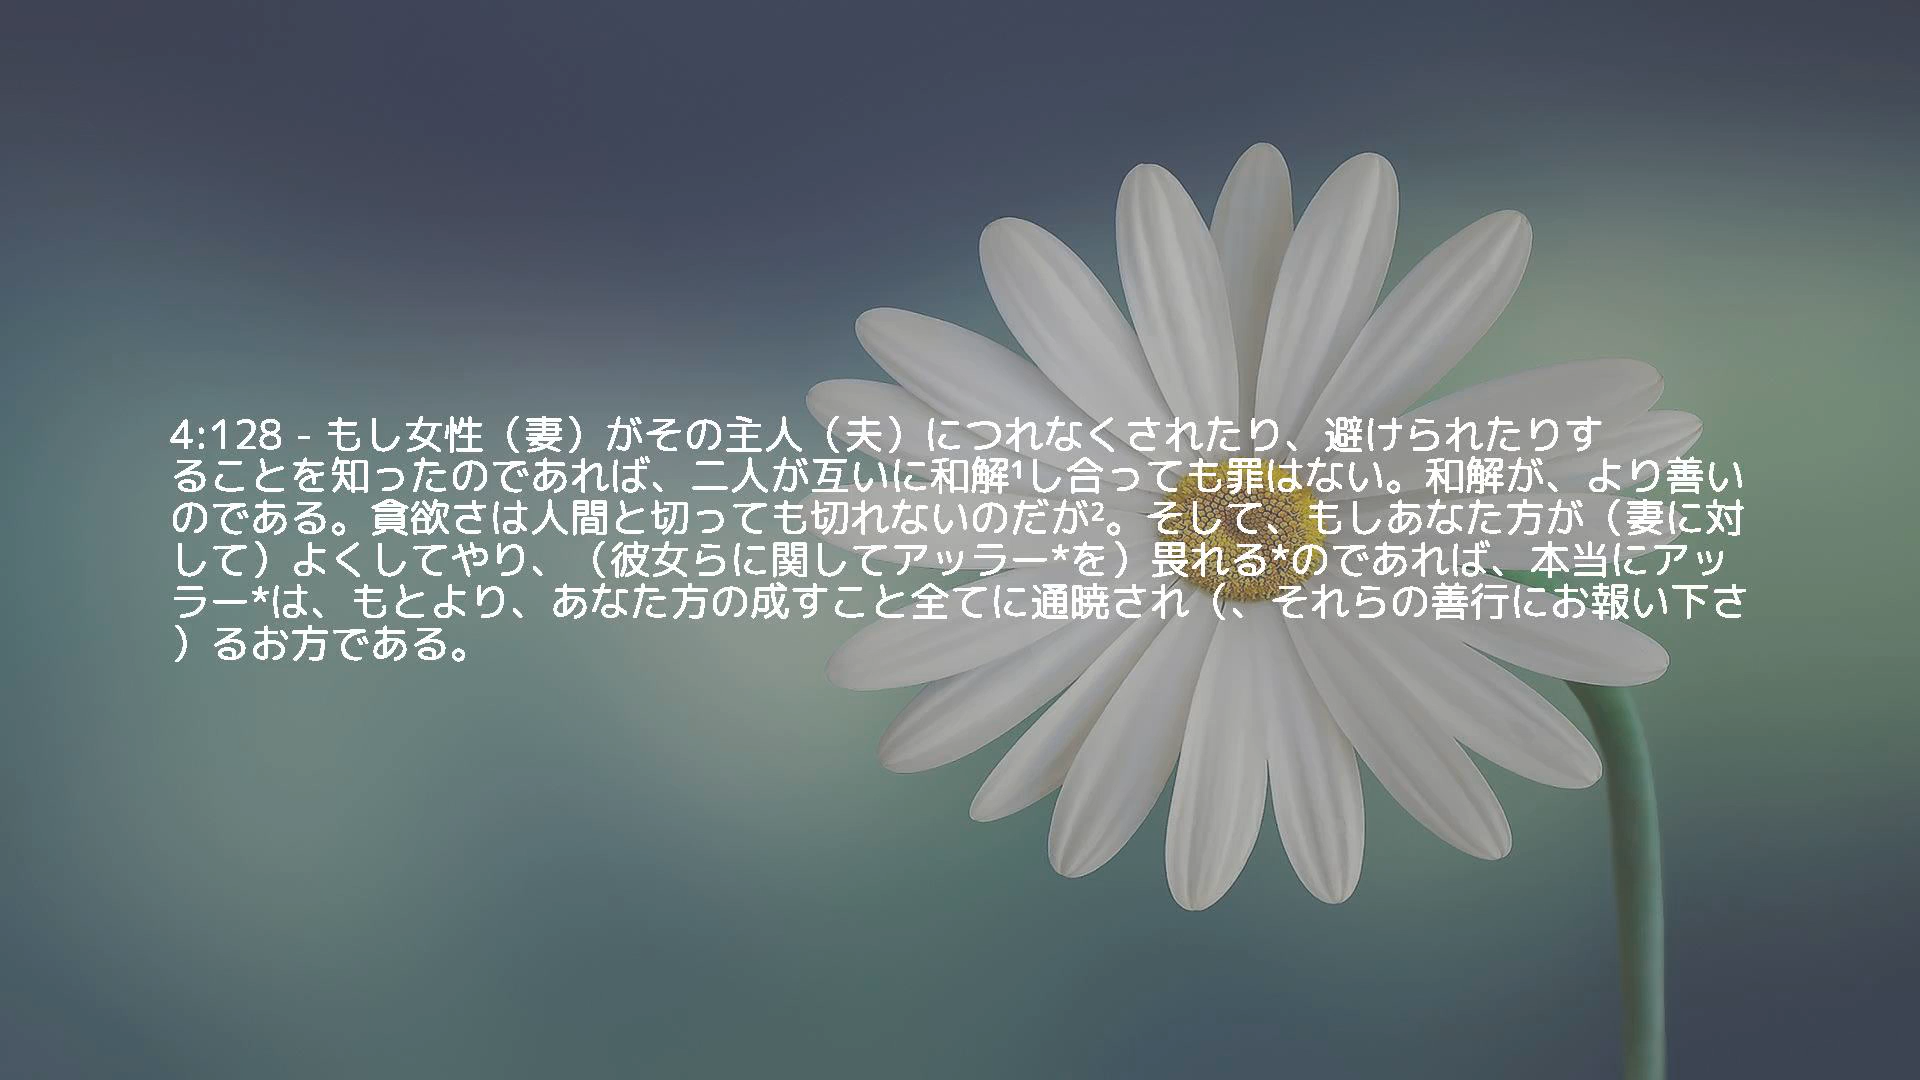 4:128 - もし女性（妻）がその主人（夫）につれなくされたり、避けられたりす
ることを知ったのであれば、二人が互いに和解¹し合っても罪はない。和解が、より善い
のである。貪欲さは人間と切っても切れないのだが²。そして、もしあなた方が（妻に対
して）よくしてやり、（彼女らに関してアッラー*を）畏れる*のであれば、本当にアッ
ラー*は、もとより、あなた方の成すこと全てに通暁され（、それらの善行にお報い下さ
）るお方である。